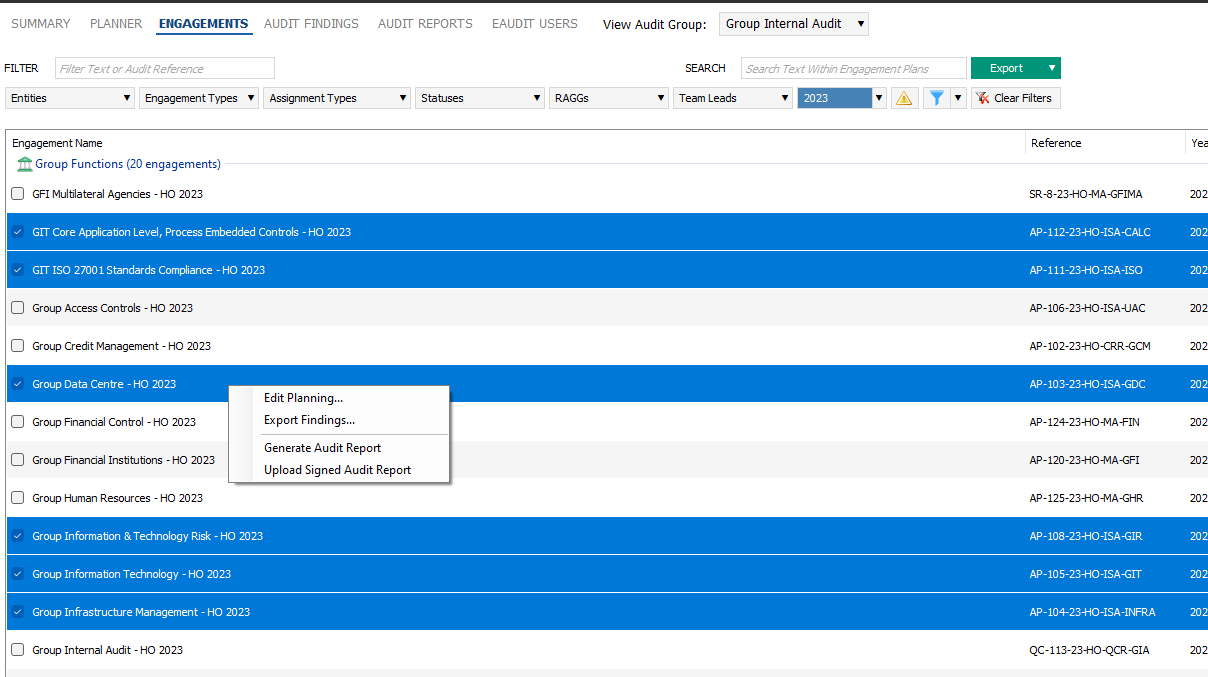 SUMMARY PLANNER ENGAGEMENTS AUDIT FINDINGS AUDIT REPORTS EAUDIT USERS View Audit Group: Group Internal Audit
FILTER Filter Text or Audit Reference SEARCH Search Text Within Engagement Plans Export
Entities Engagement Types Assignment Types Statuses RAGGs Team Leads 2023 Clear Filters
Engagement Name Reference Yea
Group Functions (20 engagements)
GFI Multilateral Agencies - HO 2023 SR-8-23-HO-MA-GFIMA 202
GIT Core Application Level, Process Embedded Controls - HO 2023 AP-112-23-HO-ISA-CALC 202
GIT ISO 27001 Standards Compliance - HO 2023 AP-111-23-HO-ISA-ISO 202
Group Access Controls - HO 2023 AP-106-23-HO-ISA-UAC 202
Group Credit Management - HO 2023 AP-102-23-HO-CRR-GCM 202
Group Data Centre - HO 2023 AP-103-23-HO-ISA-GDC 202
Edit Planning...
Group Financial Control - HO 2023 Export Findings... AP-124-23-HO-MA-FIN 202
Generate Audit Report
Group Financial Institutions - HO 2023 AP-120-23-HO-MA-GFI 202
Upload Signed Audit Report
Group Human Resources - HO 2023 AP-125-23-HO-MA-GHR 202
Group Information & Technology Risk - HO 2023 AP-108-23-HO-ISA-GIR 202
Group Information Technology - HO 2023 AP-105-23-HO-ISA-GIT 202
Group Infrastructure Management - HO 2023 AP-104-23-HO-ISA-INFRA 202
Group Internal Audit - HO 2023 QC-113-23-HO-QCR-GIA 202